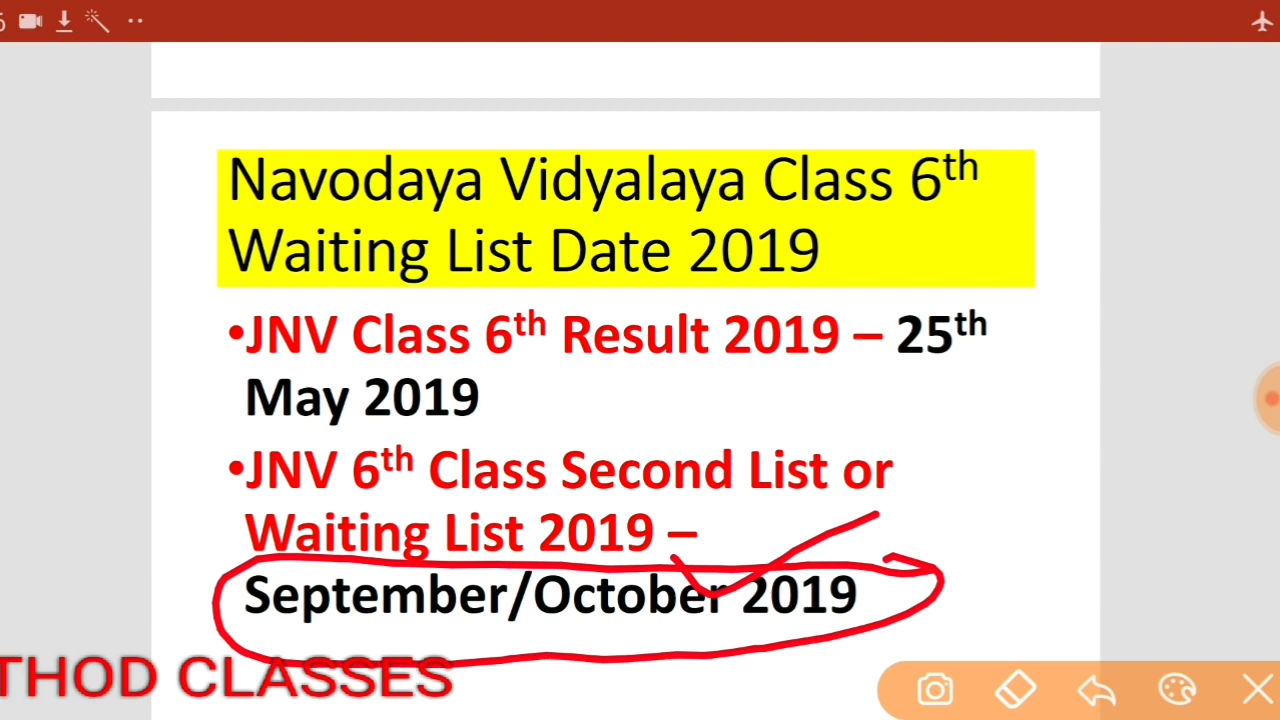 Navodaya Vidyalaya Class 6th
Waiting List Date 2019
•JNV Class 6th Result 2019 – 25th
May 2019
•JNV 6th Class Second List or
Waiting List 2019 –
September/October 2019
THOD CLASSES